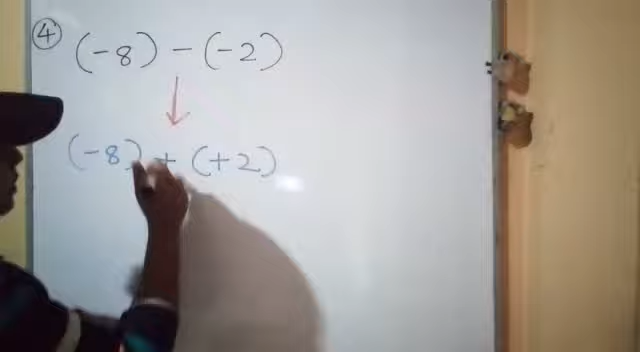 ④ (-8) - (-2)
(-8) + (+2)